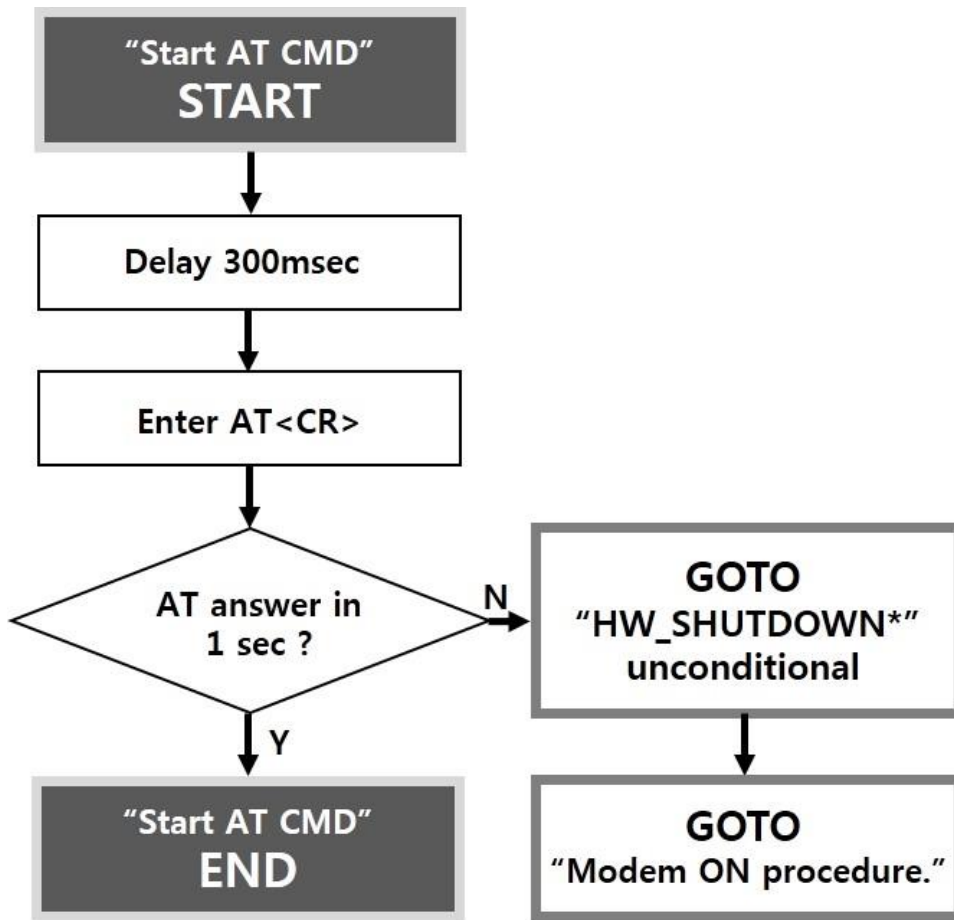 “Start AT CMD”
START
Delay 300msec
Enter AT<CR>
AT answer in
1 sec ?
N
GOTO
“HW_SHUTDOWN*”
unconditional
Y
“Start AT CMD”
END
GOTO
“Modem ON procedure.”